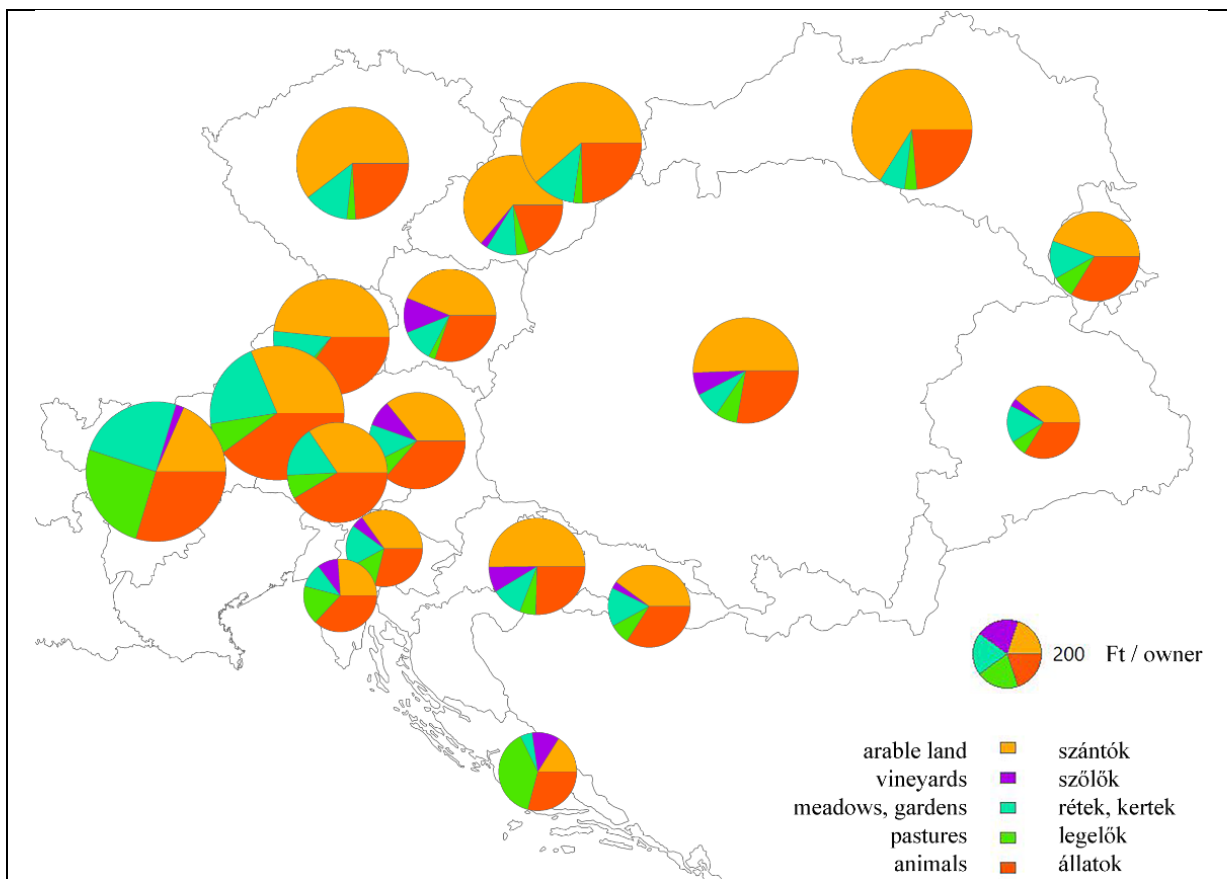 200 Ft / owner
arable land szántók
vineyards szőlők
meadows, gardens rétek, kertek
pastures legelők
animals állatok